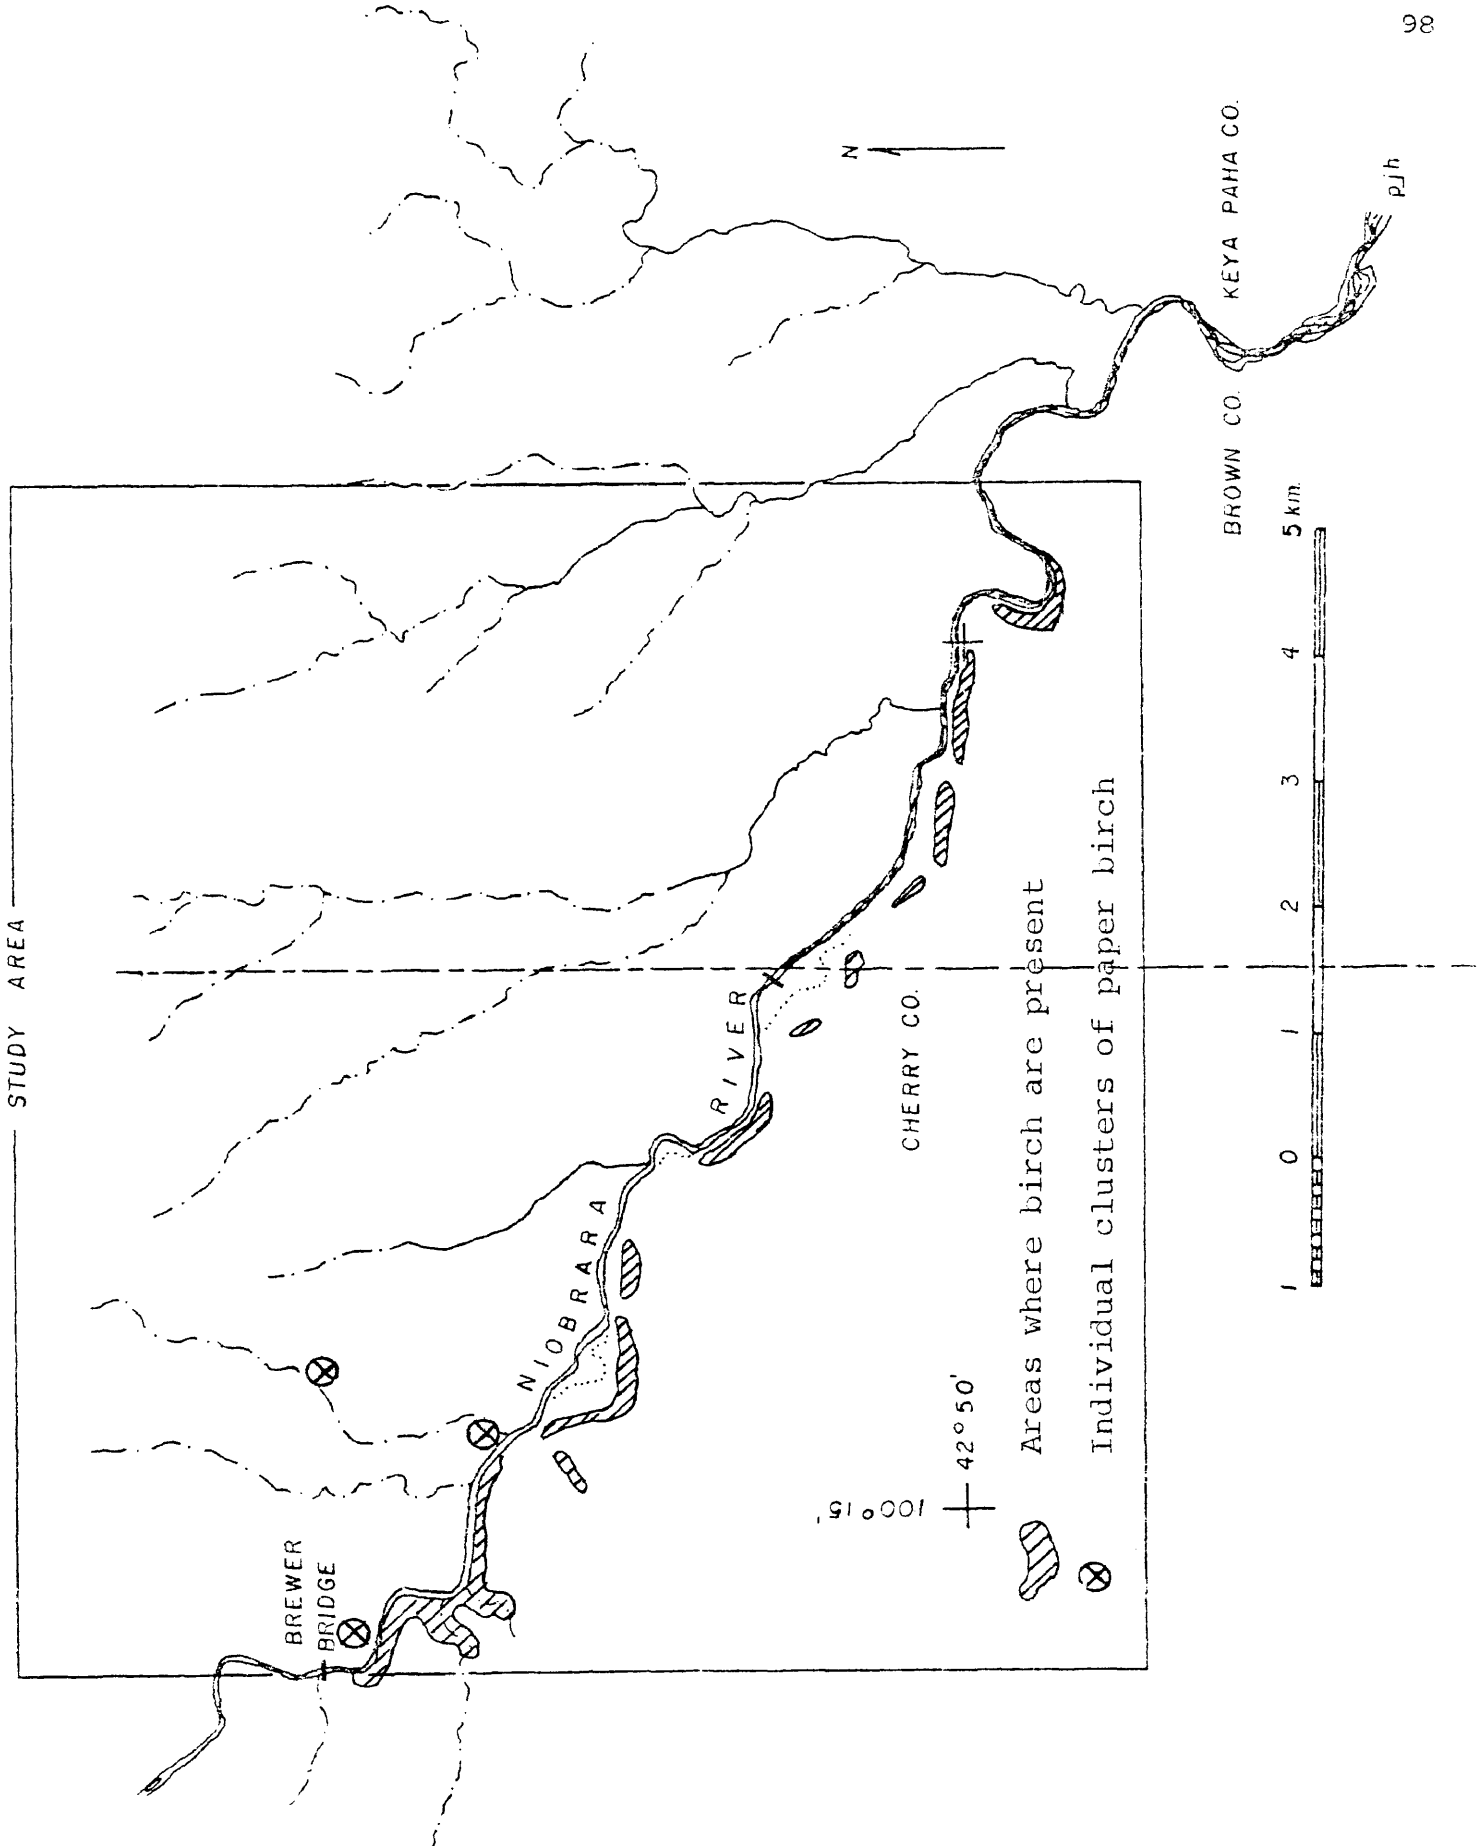 98
STUDY AREA
BREWER
BRIDGE
NIOBRARA RIVER
N
CHERRY CO.
BROWN CO.
KEYA PAHA CO.
100° 15'
42° 50'
Areas where birch are present
Individual clusters of paper birch
1 0 1 2 3 4 5 km.
pjh